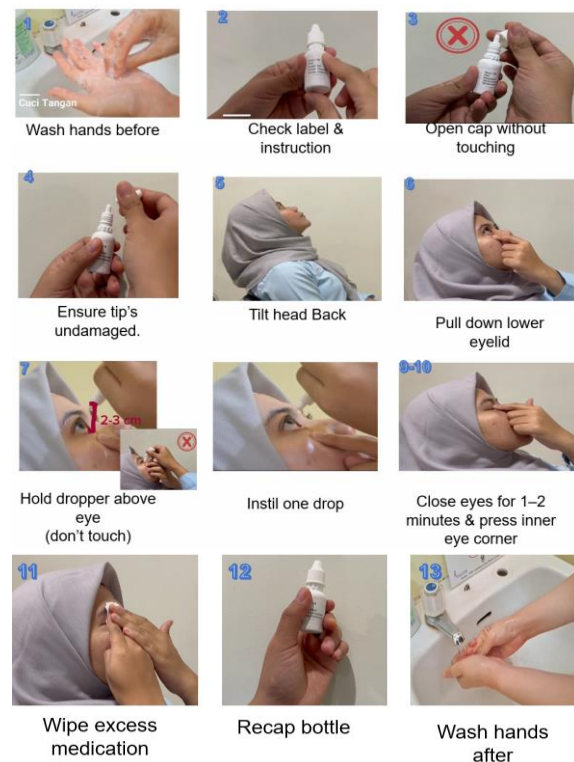 1
Cuci Tangan
Wash hands before
2
Check label &
instruction
3
Open cap without
touching
4
Ensure tip's
undamaged.
5
Tilt head Back
6
Pull down lower
eyelid
7
2-3 cm
Hold dropper above
eye
(don't touch)
Instil one drop
9-10
Close eyes for 1–2
minutes & press inner
eye corner
11
Wipe excess
medication
12
Recap bottle
13
Wash hands
after